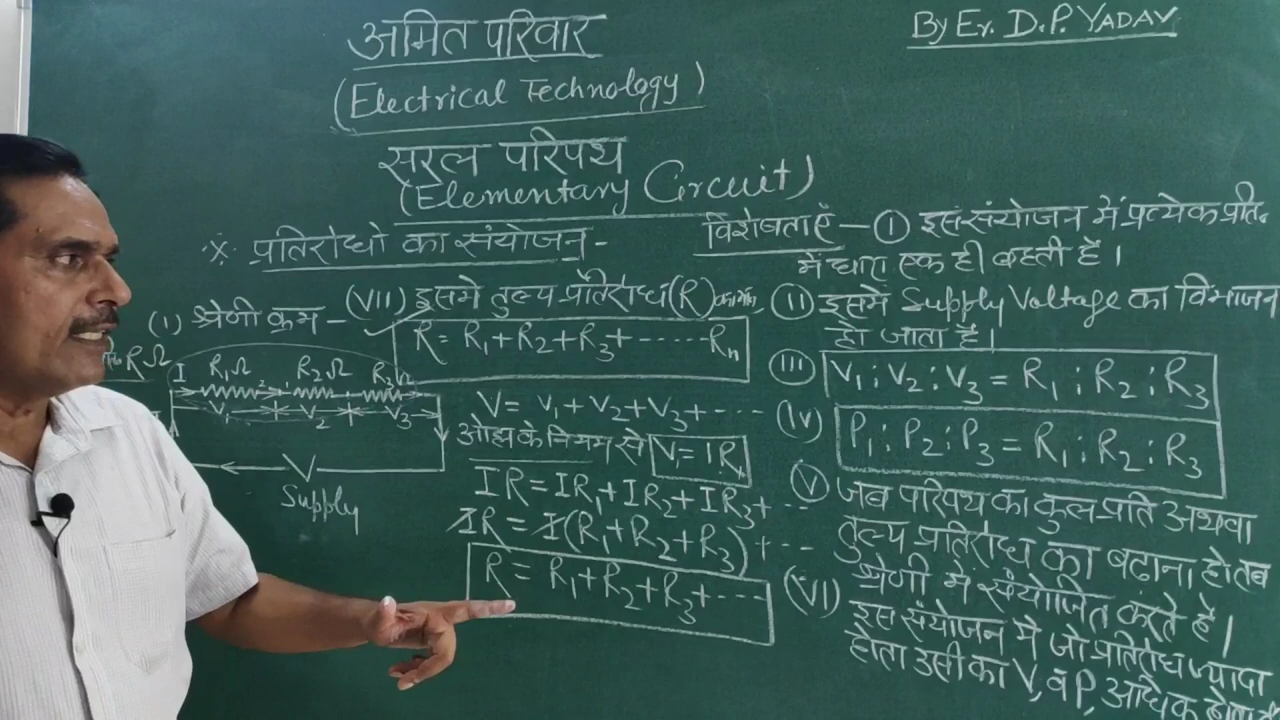 अमित परिवार
By Er. D.P. YADAV
(Electrical Technology)
सरल परिपथ
(Elementary Circuit)
* प्रतिरोधो का संयोजन-
(1) श्रेणी क्रम -
(VII) इसमे तुल्य प्रतिरोध (R)
R = R1 + R2 + R3 + ------ Rn
RΩ
I R1Ω R2Ω R3Ω
V1 V2 V3
V
Supply
V = V1 + V2 + V3 + ----
ओह्म के नियम से V = IR
IR = IR1 + IR2 + IR3 + --
IR = I(R1 + R2 + R3) + ---
R = R1 + R2 + R3 + ----
विशेषताएँ - (I) इस संयोजन में प्रत्येक प्रति.
में धारा एक ही बहती है।
(II) इसमे Supply Voltage का विभाजन
हो जाता है।
(III) V1 : V2 : V3 = R1 : R2 : R3
(IV) P1 : P2 : P3 = R1 : R2 : R3
(V) जब परिपथ का कुल प्रति अथवा
तुल्य प्रतिरोध का बढाना हो तब
श्रेणी मे संयोजित करते है।
(VI) इस संयोजन मे जो प्रतिरोध ज्यादा
होता उसी का V, व P, अधिक होता है